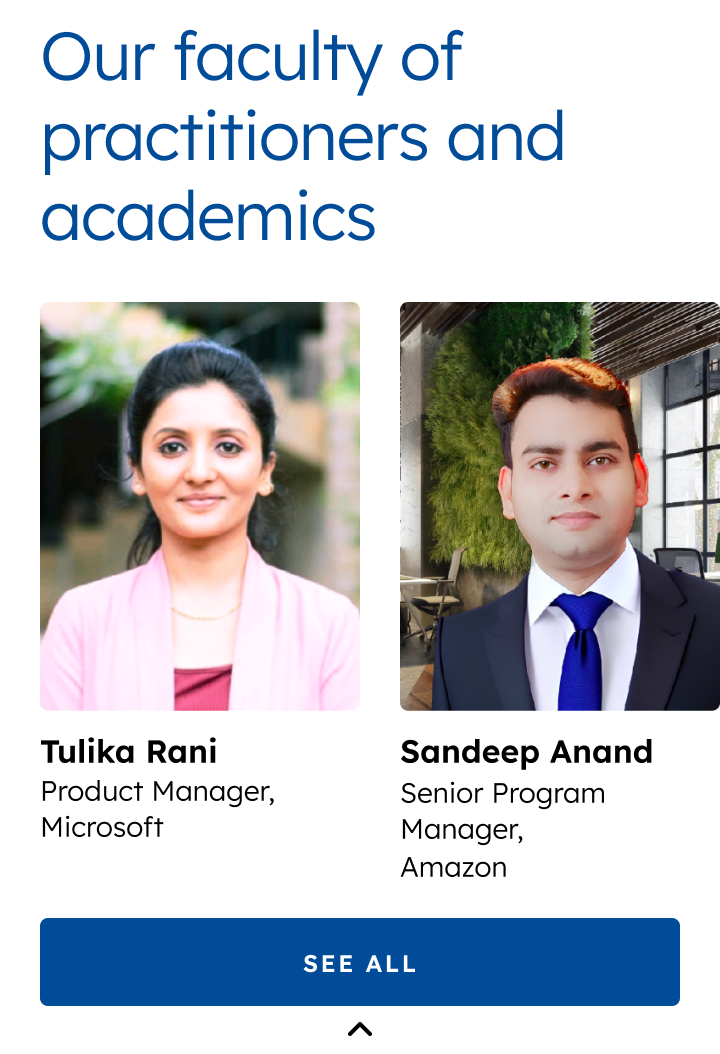 Our faculty of
practitioners and
academics
Tulika Rani
Product Manager,
Microsoft
Sandeep Anand
Senior Program
Manager,
Amazon
SEE ALL